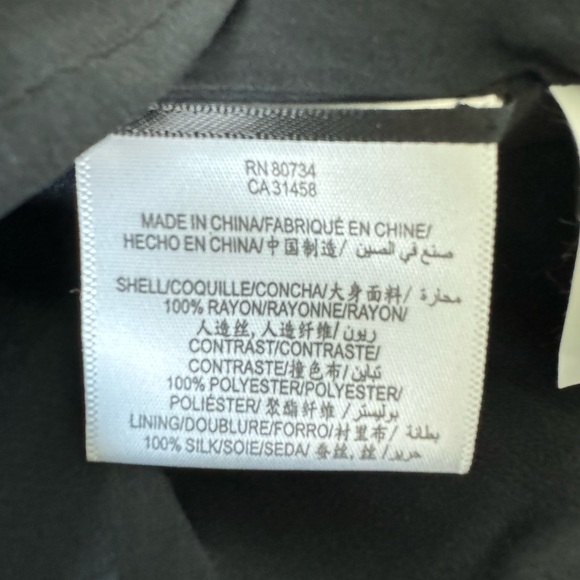 RN 80734
CA 31458
MADE IN CHINA/FABRIQUÉ EN CHINE/
HECHO EN CHINA/中国制造/ صنع في الصين
SHELL/COQUILLE/CONCHA/大身面料/ محارة/
100% RAYON/RAYONNE/RAYON/
人造丝, 人造纤维/ ريون/
CONTRAST/CONTRASTE/
CONTRASTE/撞色布/ تباين/
100% POLYESTER/POLYESTER/
POLIÉSTER/ 聚酯纤维 / بوليستر/
LINING/DOUBLURE/FORRO/衬里布/ بطانة/
100% SILK/SOIE/SEDA/ 蚕丝, 丝/ حرير/